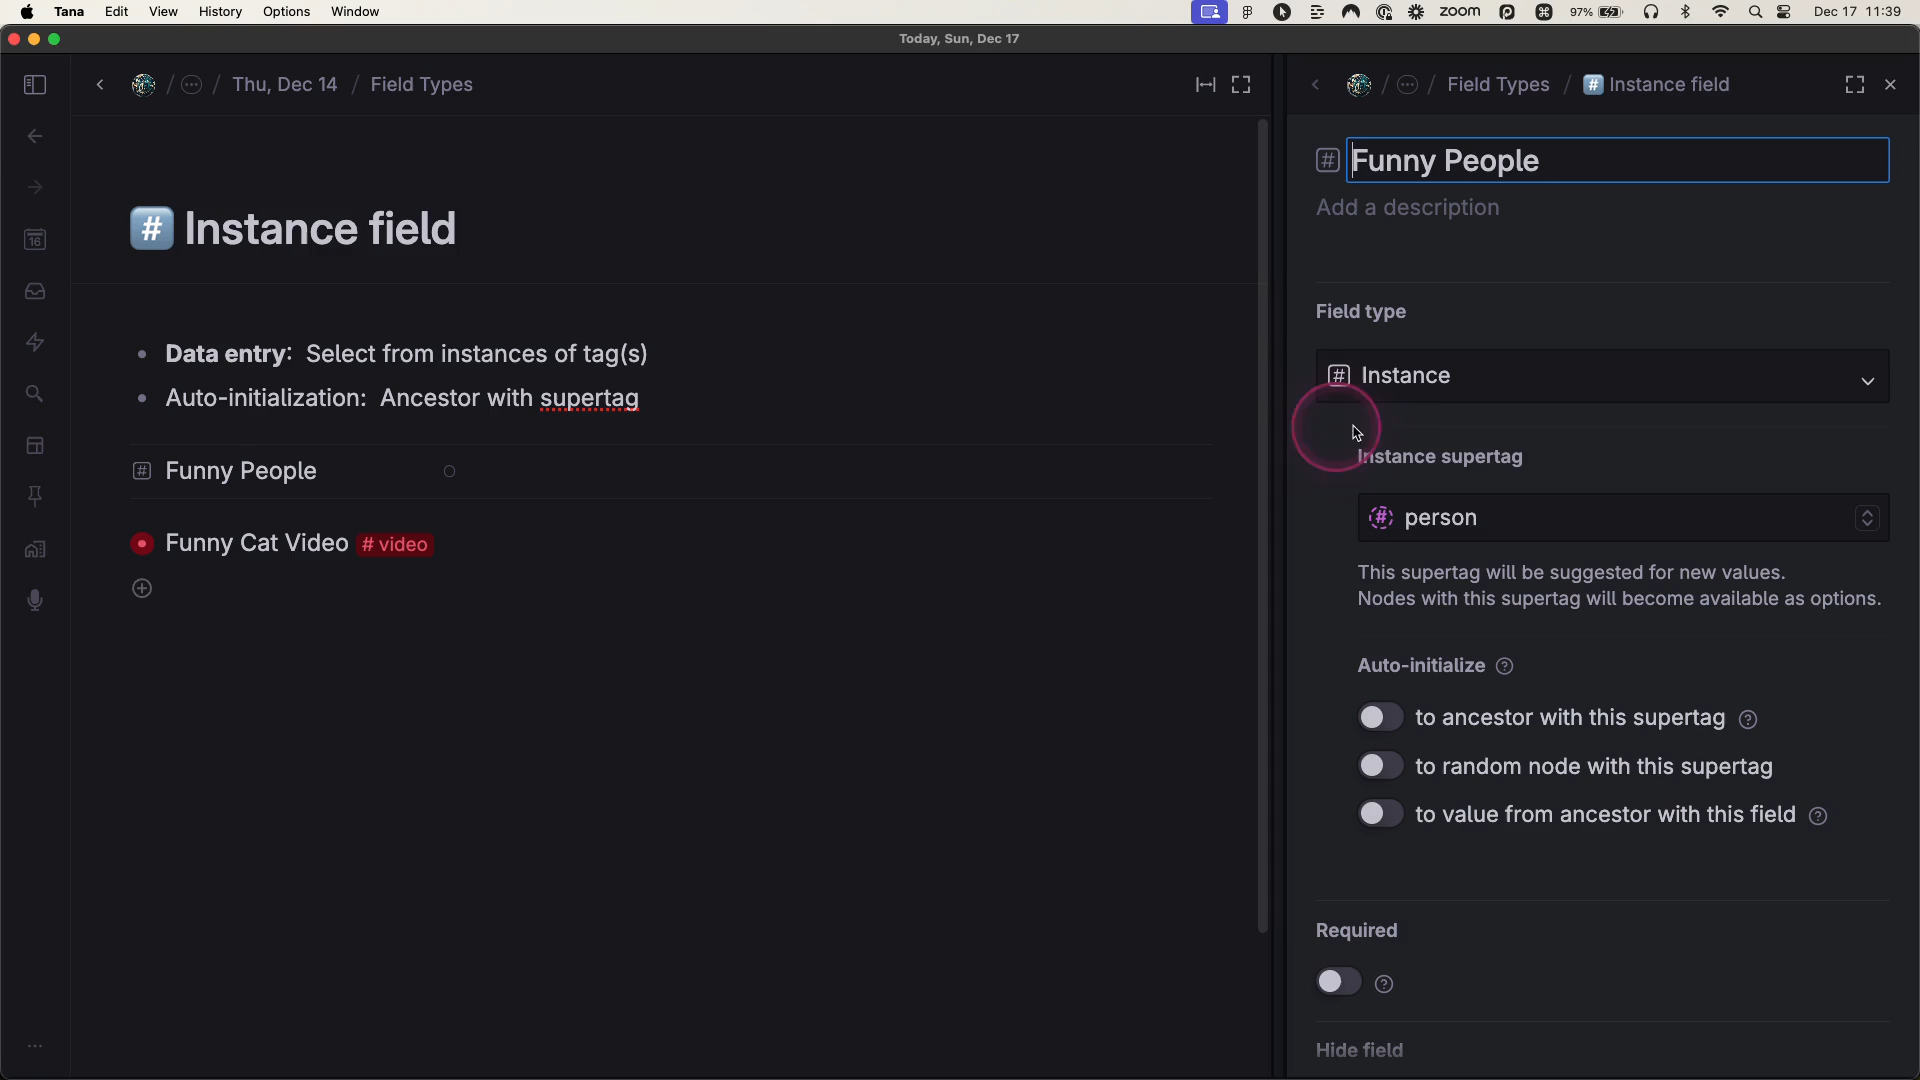 Tana Edit View History Options Window zoom 97% Dec 17 11:39
Today, Sun, Dec 17
/ / Thu, Dec 14 / Field Types
/ / Field Types / # Instance field
16
# Instance field
Data entry: Select from instances of tag(s)
Auto-initialization: Ancestor with supertag
# Funny People
Funny Cat Video # video
# Funny People
Add a description
Field type
# Instance
Instance supertag
# person
This supertag will be suggested for new values.
Nodes with this supertag will become available as options.
Auto-initialize ?
to ancestor with this supertag ?
to random node with this supertag
to value from ancestor with this field ?
Required
?
Hide field